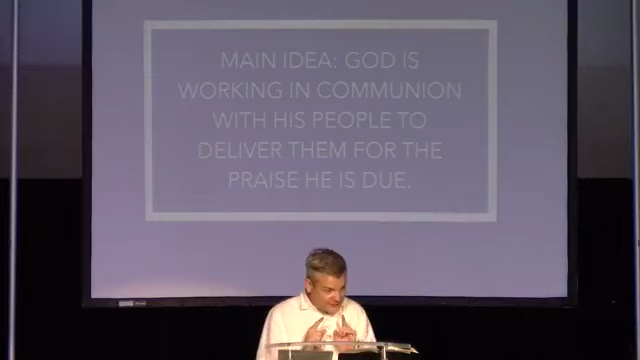 MAIN IDEA: GOD IS
WORKING IN COMMUNION
WITH HIS PEOPLE TO
DELIVER THEM FOR THE
PRAISE HE IS DUE.